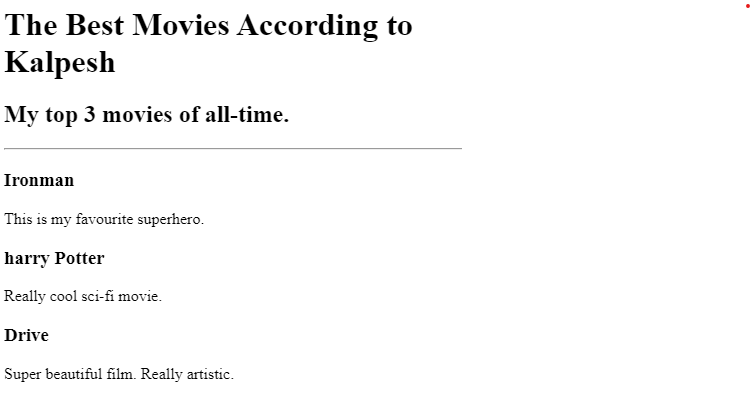 The Best Movies According to
Kalpesh
My top 3 movies of all-time.
Ironman
This is my favourite superhero.
harry Potter
Really cool sci-fi movie.
Drive
Super beautiful film. Really artistic.